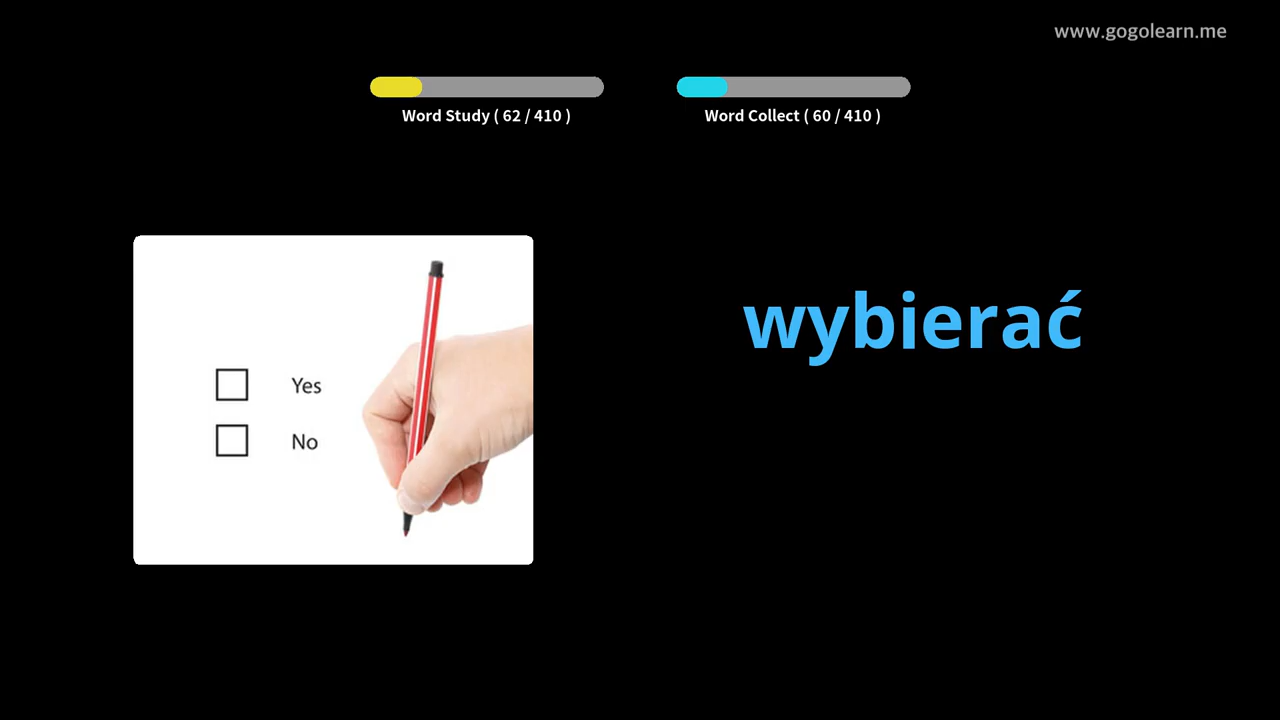 www.gogolearn.me
Word Study ( 62 / 410 )
Word Collect ( 60 / 410 )
Yes
No
wybierać